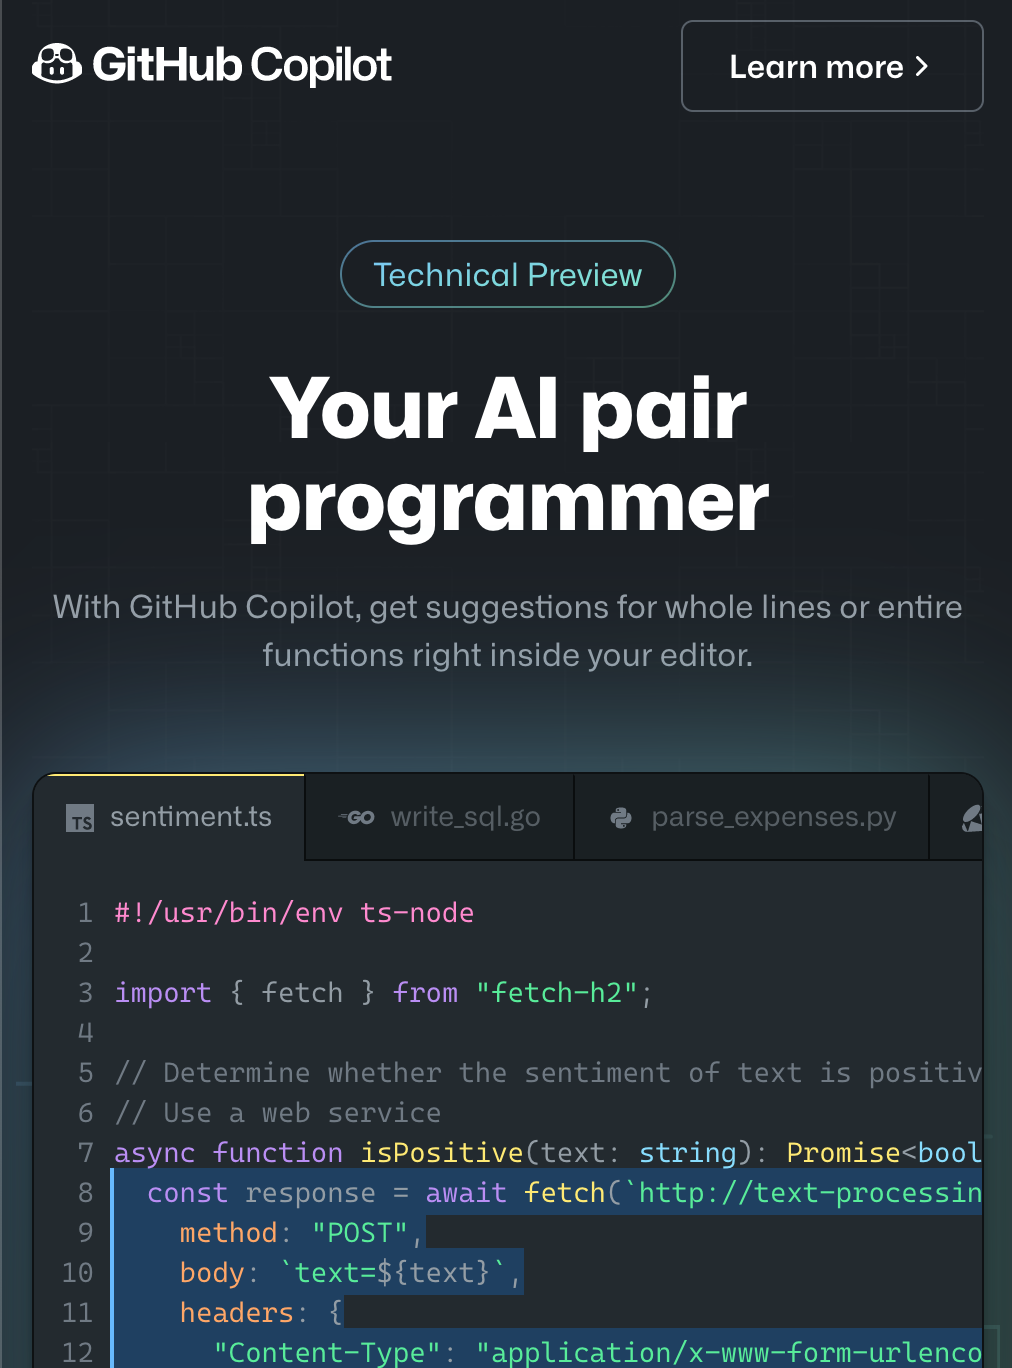 GitHub Copilot
Learn more
Technical Preview
Your AI pair
programmer
With GitHub Copilot, get suggestions for whole lines or entire
functions right inside your editor.
TS sentiment.ts
GO write_sql.go
parse_expenses.py
1 #!/usr/bin/env ts-node
2
3 import { fetch } from "fetch-h2";
4
5 // Determine whether the sentiment of text is positiv
6 // Use a web service
7 async function isPositive(text: string): Promise<bool
8 const response = await fetch(`http://text-processin
9 method: "POST",
10 body: `text=${text}`,
11 headers: {
12 "Content-Type": "application/x-www-form-urlenco